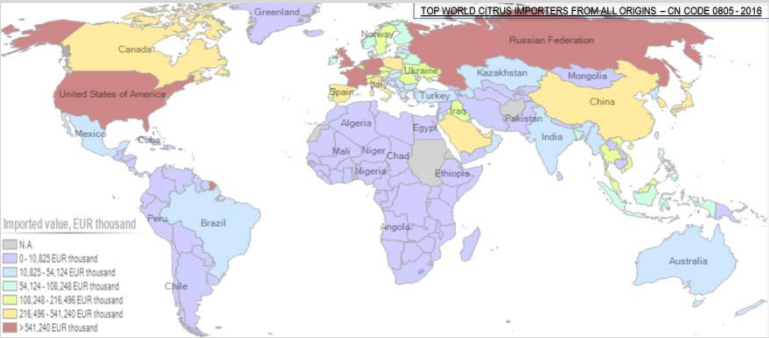 TOP WORLD CITRUS IMPORTERS FROM ALL ORIGINS – CN CODE 0805 - 2016
Greenland
Norway
Russian Federation
Canada
Ukraine
Kazakhstan
Mongolia
United States of America
Spain
Italy
Turkey
China
Iraq
Mexico
Cuba
Algeria
Egypt
Pakistan
India
Mali
Niger
Chad
Nigeria
Ethiopia
Peru
Brazil
Angola
Australia
Chile
Imported value, EUR thousand
N.A.
0 - 10,825 EUR thousand
10,825 - 54,124 EUR thousand
54,124 - 108,248 EUR thousand
108,248 - 216,496 EUR thousand
216,496 - 541,240 EUR thousand
> 541,240 EUR thousand